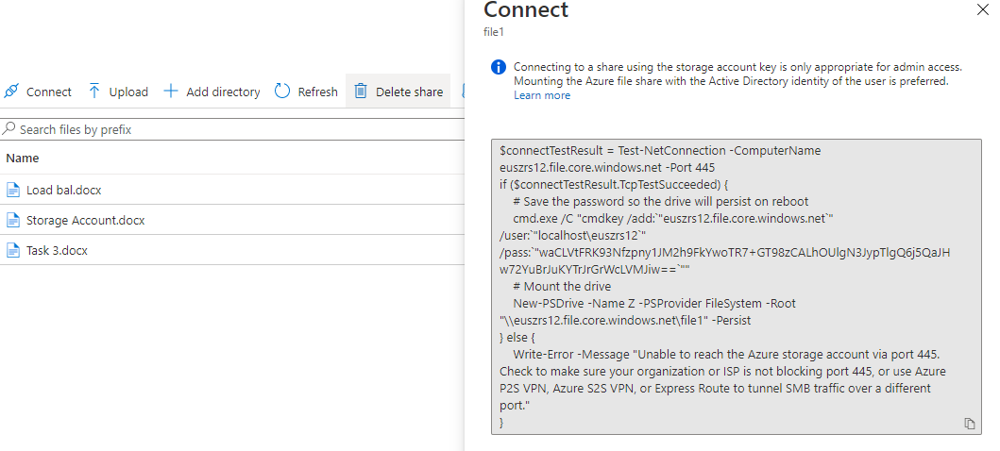 Connect
file1
Connecting to a share using the storage account key is only appropriate for admin access.
Mounting the Azure file share with the Active Directory identity of the user is preferred.
Learn more
Connect Upload Add directory Refresh Delete share
Search files by prefix
Name
Load bal.docx
Storage Account.docx
Task 3.docx
$connectTestResult = Test-NetConnection -ComputerName
euszrs12.file.core.windows.net -Port 445
if ($connectTestResult.TcpTestSucceeded) {
# Save the password so the drive will persist on reboot
cmd.exe /C "cmdkey /add:`"euszrs12.file.core.windows.net`"
/user:`"localhost\euszrs12`"
/pass:`"waCLVtFRK93Nfzpny1JM2h9FkYwoTR7+GT98zCALhOUlgN3JypTlgQ6j5QaJH
w72YuBrJuKYTrJrGrWcLVMJiw==`""
# Mount the drive
New-PSDrive -Name Z -PSProvider FileSystem -Root
"\\euszrs12.file.core.windows.net\file1" -Persist
} else {
Write-Error -Message "Unable to reach the Azure storage account via port 445.
Check to make sure your organization or ISP is not blocking port 445, or use Azure
P2S VPN, Azure S2S VPN, or Express Route to tunnel SMB traffic over a different
port."
}